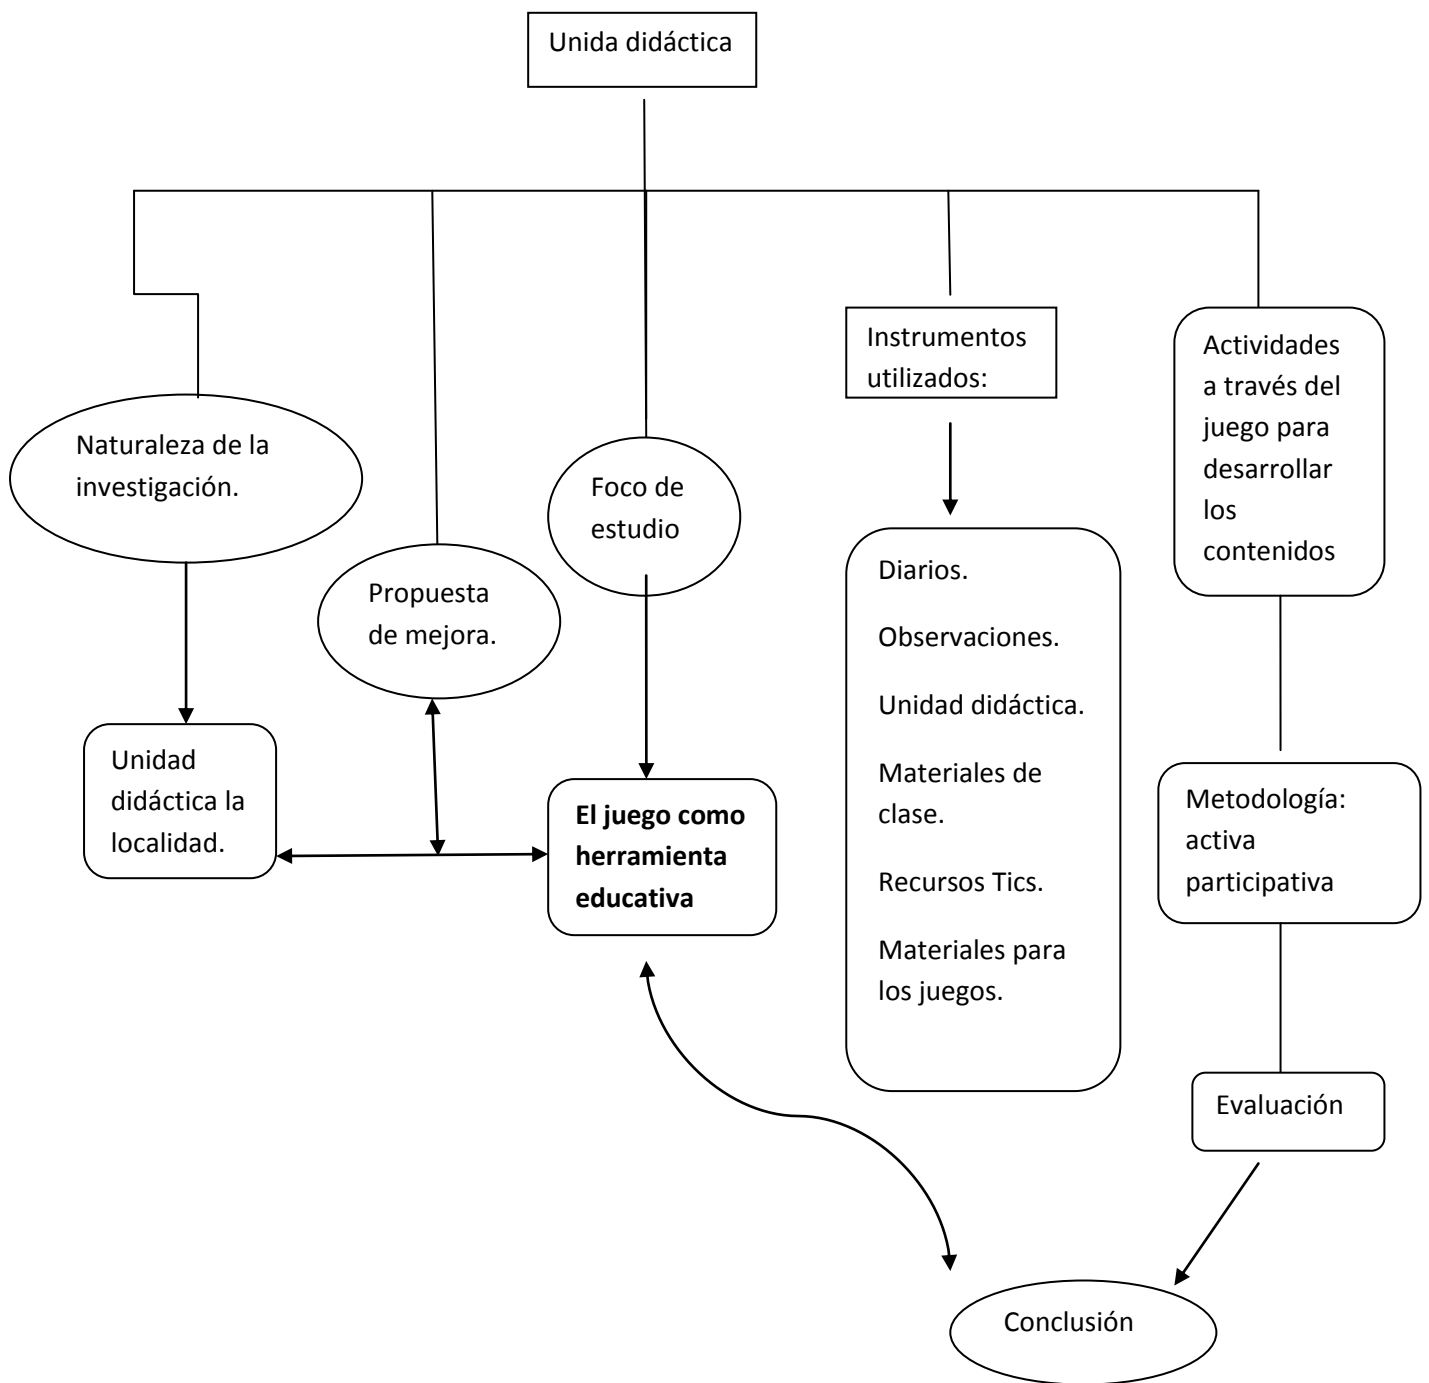 Unida didáctica
Naturaleza de la
investigación.
Propuesta
de mejora.
Foco de
estudio
Instrumentos
utilizados:
Actividades
a través del
juego para
desarrollar
los
contenidos
Unidad
didáctica la
localidad.
El juego como
herramienta
educativa
Diarios.
Observaciones.
Unidad didáctica.
Materiales de
clase.
Recursos Tics.
Materiales para
los juegos.
Metodología:
activa
participativa
Evaluación
Conclusión